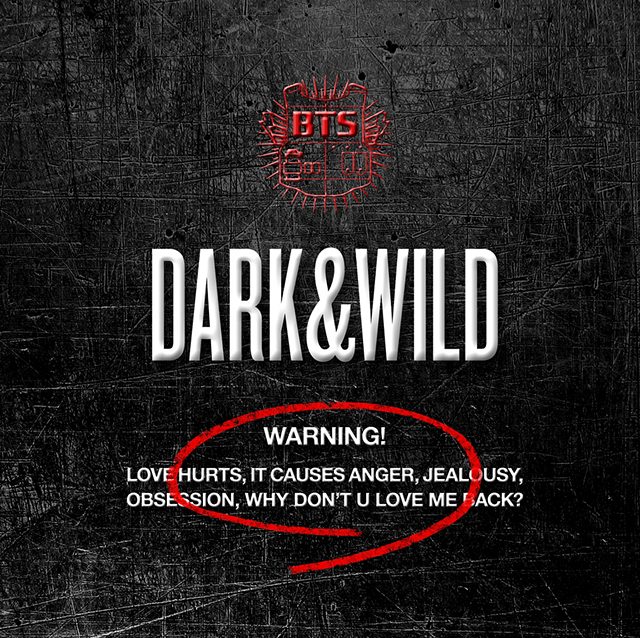 BTS
DARK&WILD
WARNING!
LOVE HURTS, IT CAUSES ANGER, JEALOUSY,
OBSESSION, WHY DON'T U LOVE ME BACK?